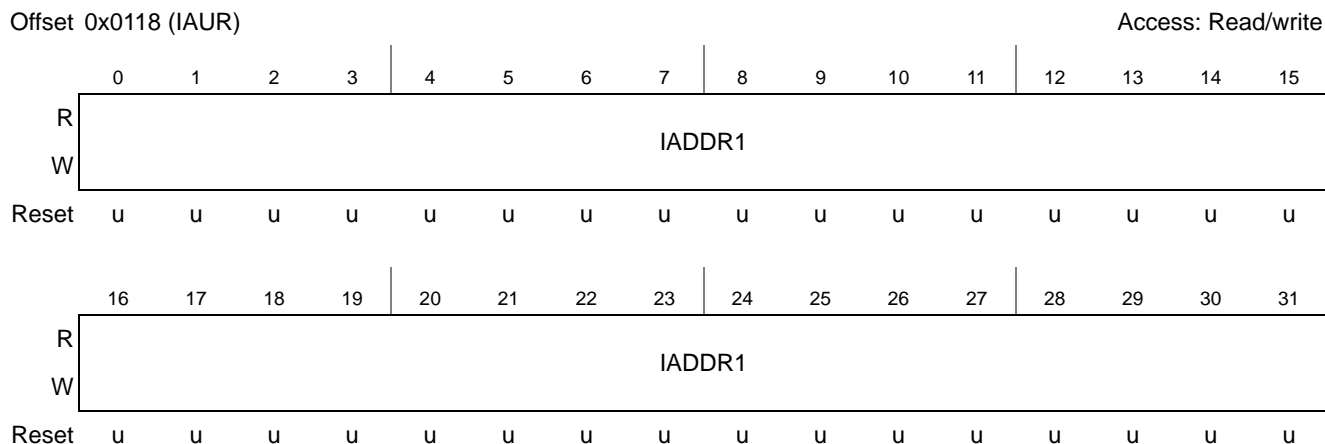 Offset 0x0118 (IAUR) Access: Read/write
0 1 2 3 4 5 6 7 8 9 10 11 12 13 14 15
R
IADDR1
W
Reset u u u u u u u u u u u u u u u u
16 17 18 19 20 21 22 23 24 25 26 27 28 29 30 31
R
IADDR1
W
Reset u u u u u u u u u u u u u u u u